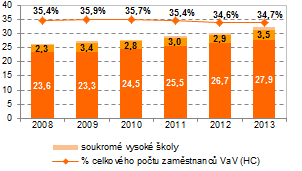 40 35,4% 35,9% 35,7% 35,4% 34,6% 34,7%
35
30
25 2,3 3,4 2,8 3,0 2,9 3,5
20
15
10 23,6 23,3 24,5 25,5 26,7 27,9
5
0
2008 2009 2010 2011 2012 2013
soukromé vysoké školy
% celkového počtu zaměstnanců VaV (HC)